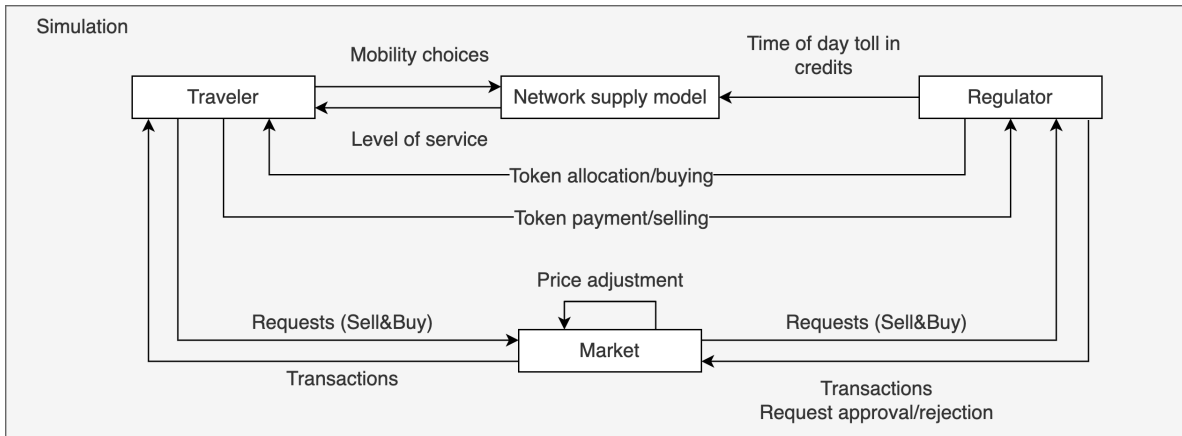 Simulation
Mobility choices
Time of day toll in
credits
Traveler
Network supply model
Regulator
Level of service
Token allocation/buying
Token payment/selling
Price adjustment
Requests (Sell&Buy)
Requests (Sell&Buy)
Market
Transactions
Transactions
Request approval/rejection